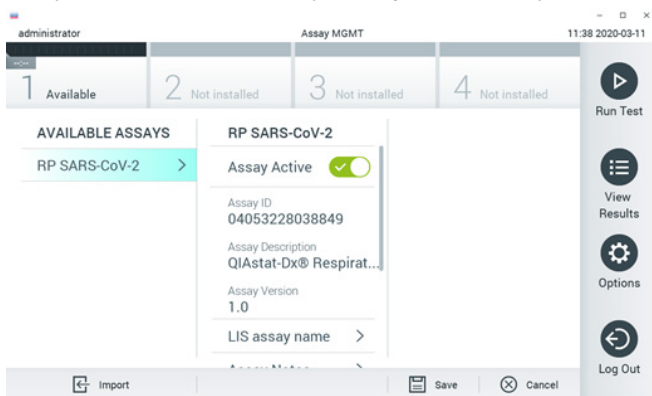 administrator Assay MGMT 11:38 2020-03-11
1 Available 2 Not installed 3 Not installed 4 Not installed
Run Test
AVAILABLE ASSAYS
RP SARS-CoV-2
RP SARS-CoV-2
Assay Active
Assay ID
04053228038849
Assay Description
QIAstat-Dx® Respirat...
Assay Version
1.0
LIS assay name
View
Results
Options
Log Out
Import Save Cancel